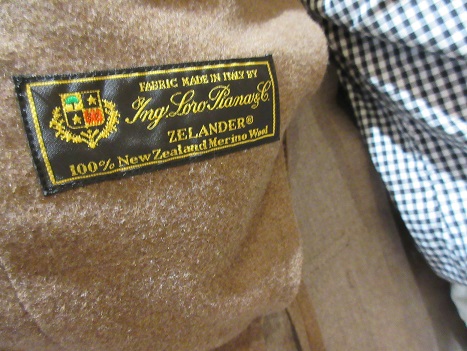 FABRIC MADE IN ITALY BY
Ing. Loro Piana & C.
ZELANDER®
100% New Zealand Merino Wool